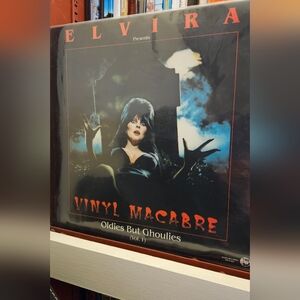 ELVIRA
Presents
VINYL MACABRE
Oldies But Ghoulies
(Vol. 1)